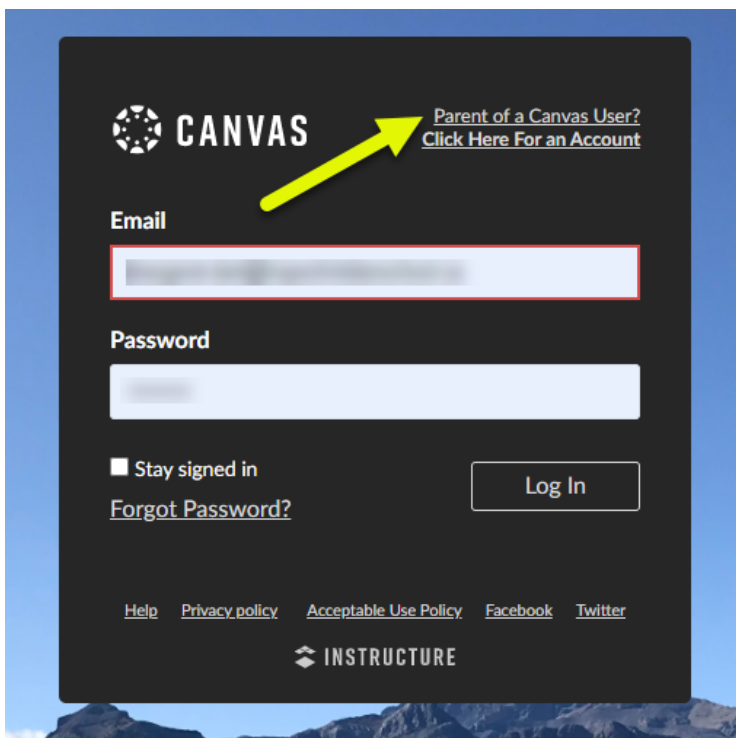 CANVAS
Parent of a Canvas User?
Click Here For an Account
Email
Password
Stay signed in
Log In
Forgot Password?
Help Privacy policy Acceptable Use Policy Facebook Twitter
INSTRUCTURE